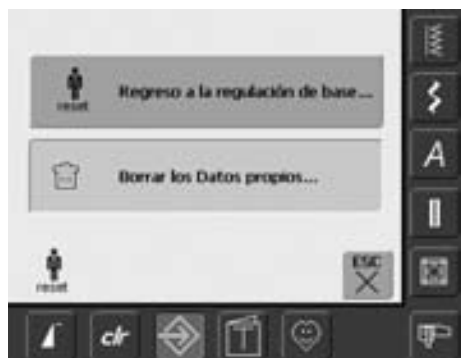 reset
Regreso a la regulación de base...
Borrar los Datos propios...
reset
ESC
A
clr